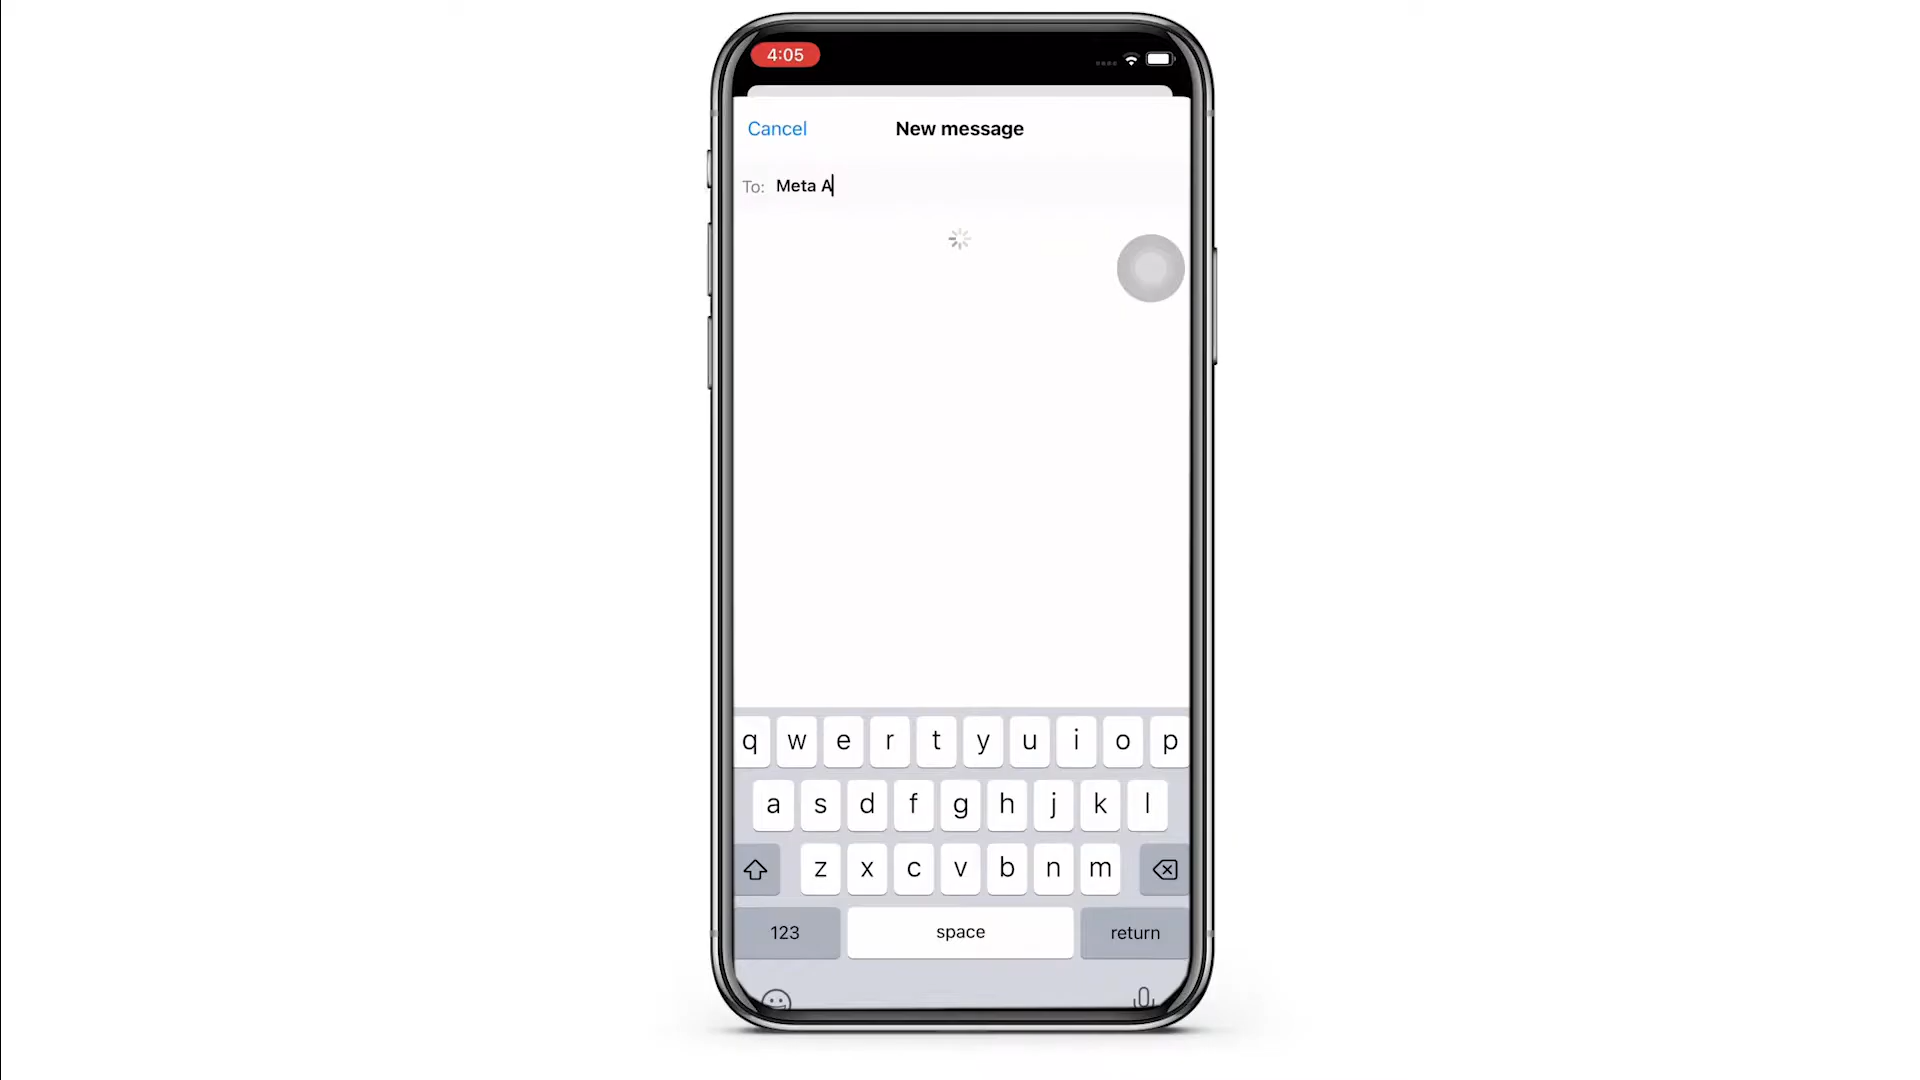 4:05
Cancel New message
To: Meta A
q w e r t y u i o p
a s d f g h j k l
z x c v b n m
123 space return